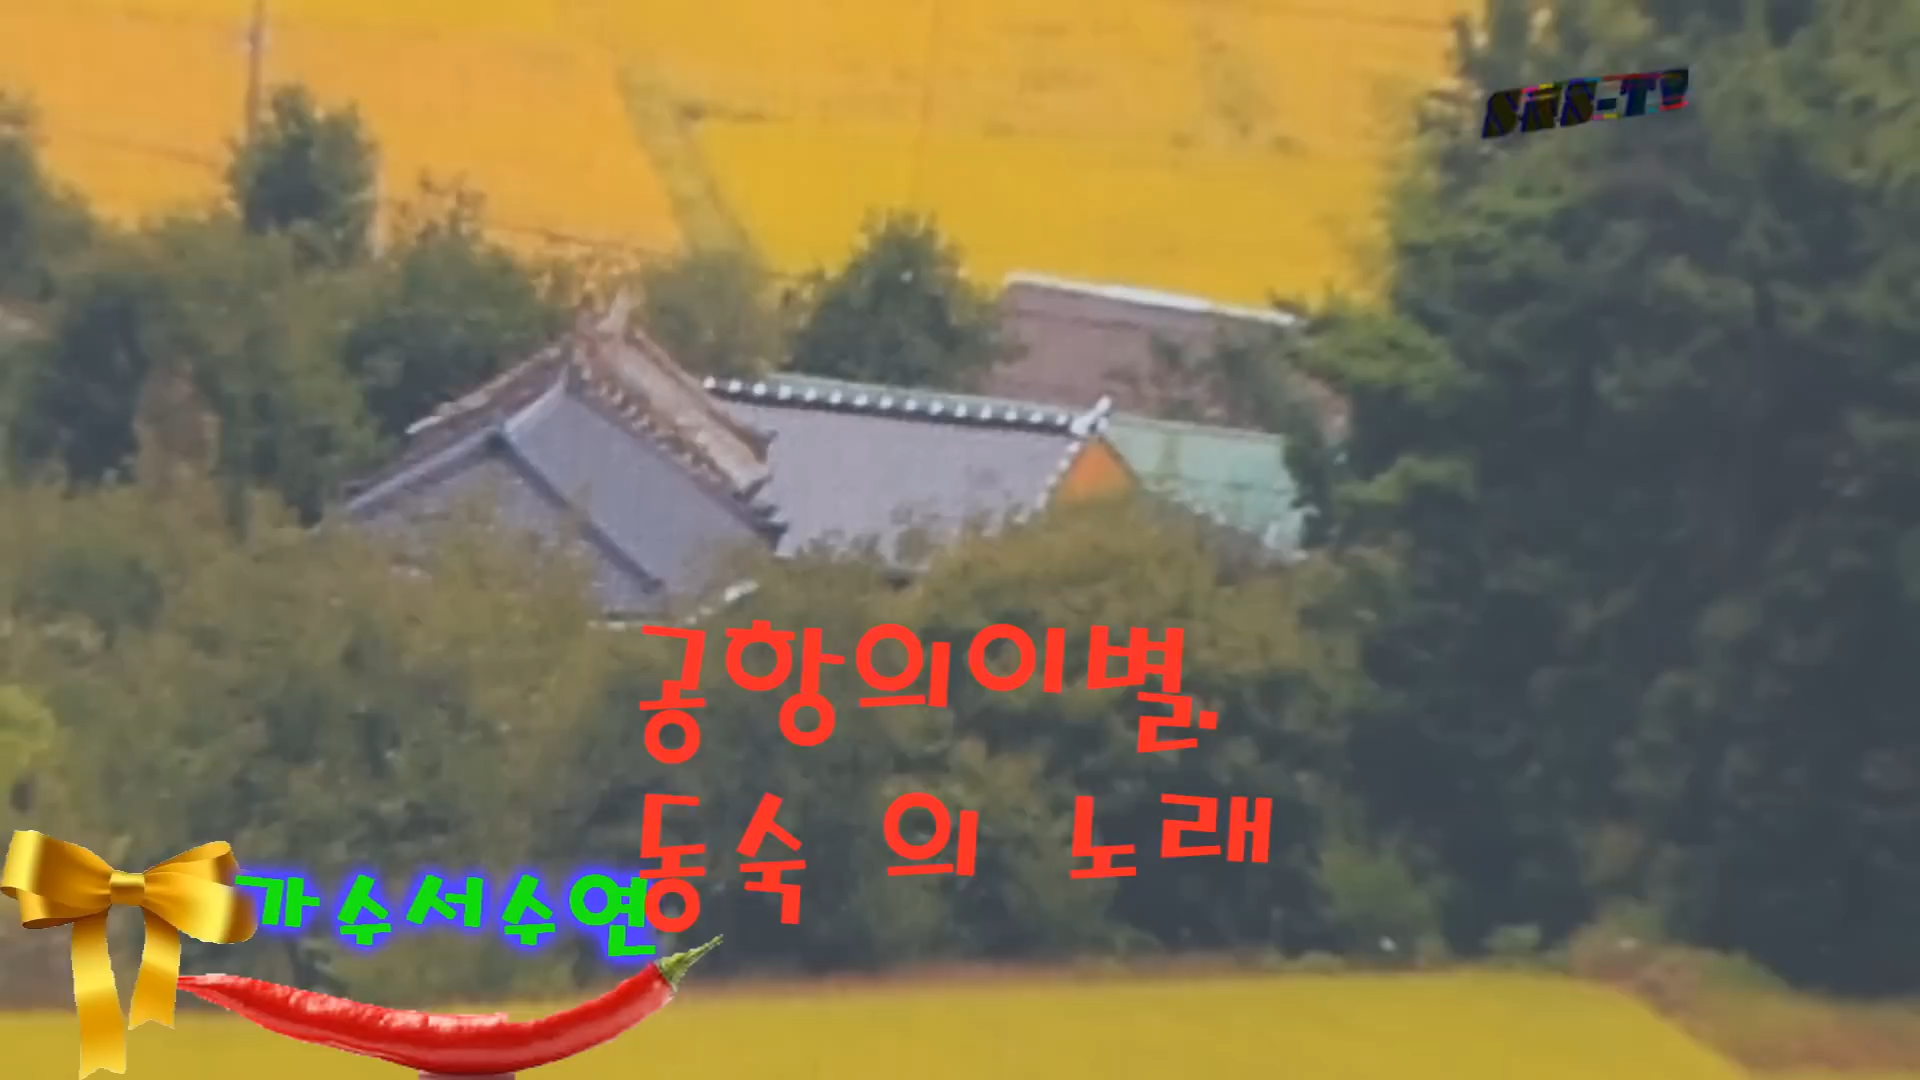 공항의이별.
동숙 의 노래
가수서수연